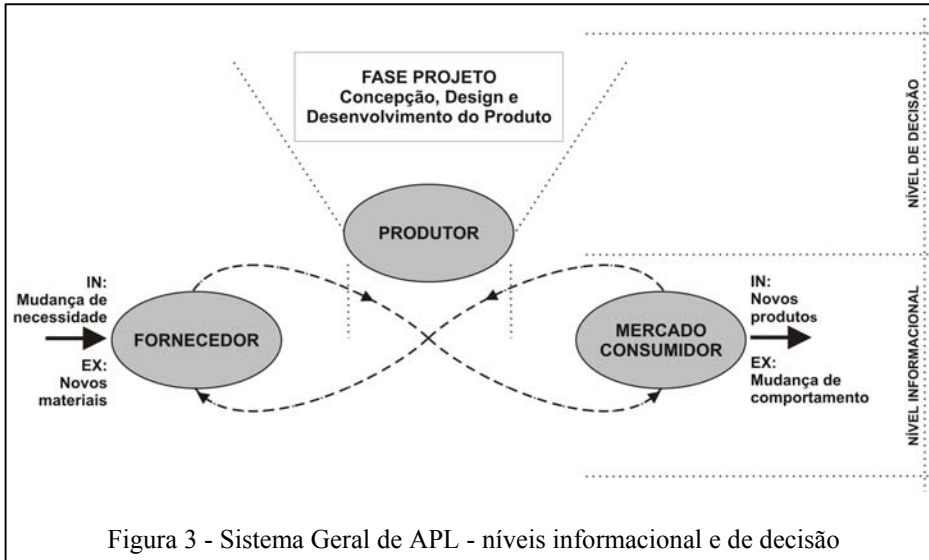 FASE PROJETO
Concepção, Design e
Desenvolvimento do Produto
NÍVEL DE DECISÃO
PRODUTOR
IN:
Mudança de
necessidade
FORNECEDOR
EX:
Novos
materiais
MERCADO
CONSUMIDOR
IN:
Novos
produtos
EX:
Mudança de
comportamento
NÍVEL INFORMACIONAL
Figura 3 - Sistema Geral de APL - níveis informacional e de decisão